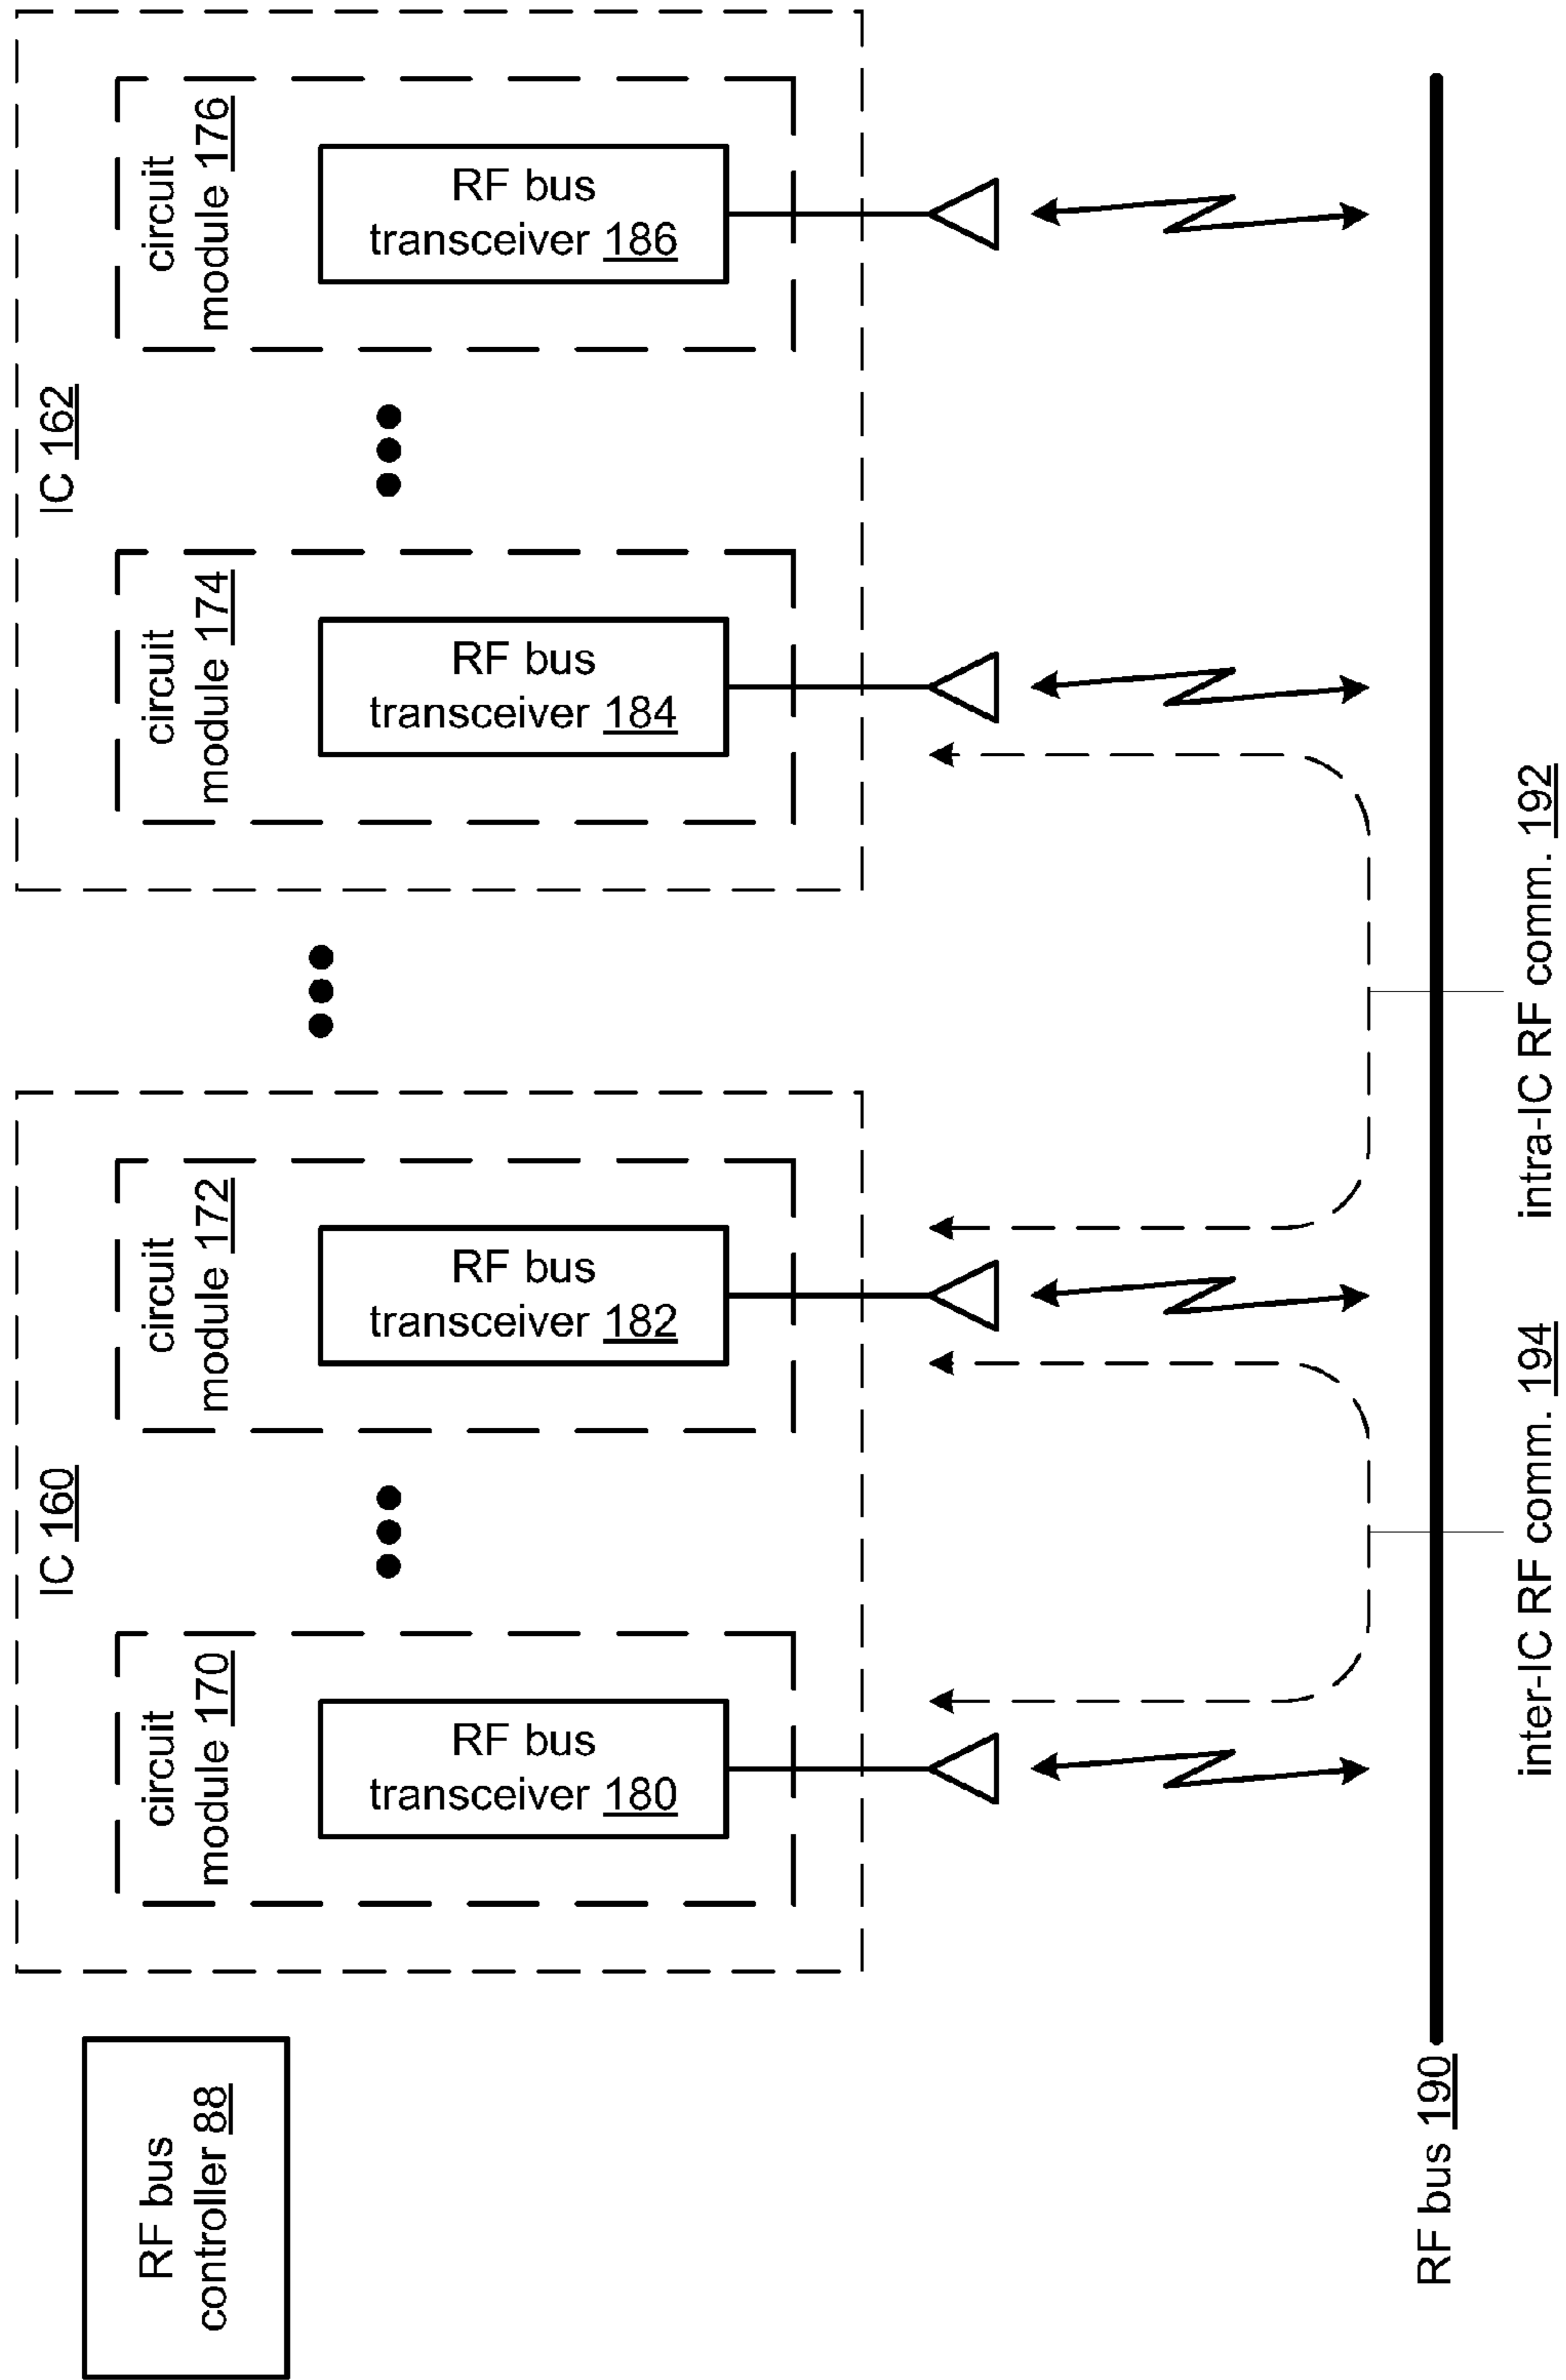 RF bus
controller 88
IC 160
circuit
module 170
RF bus
transceiver 180
circuit
module 172
RF bus
transceiver 182
IC 162
circuit
module 174
RF bus
transceiver 184
circuit
module 176
RF bus
transceiver 186
RF bus 190
inter-IC RF comm. 194
intra-IC RF comm. 192